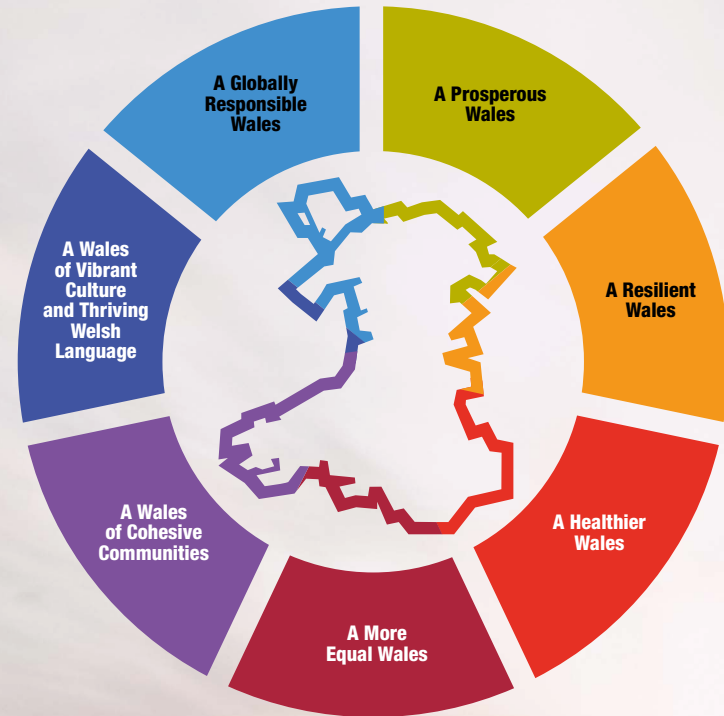 A Globally
Responsible
Wales
A Prosperous
Wales
A Resilient
Wales
A Healthier
Wales
A More
Equal Wales
A Wales
of Cohesive
Communities
A Wales
of Vibrant
Culture
and Thriving
Welsh
Language